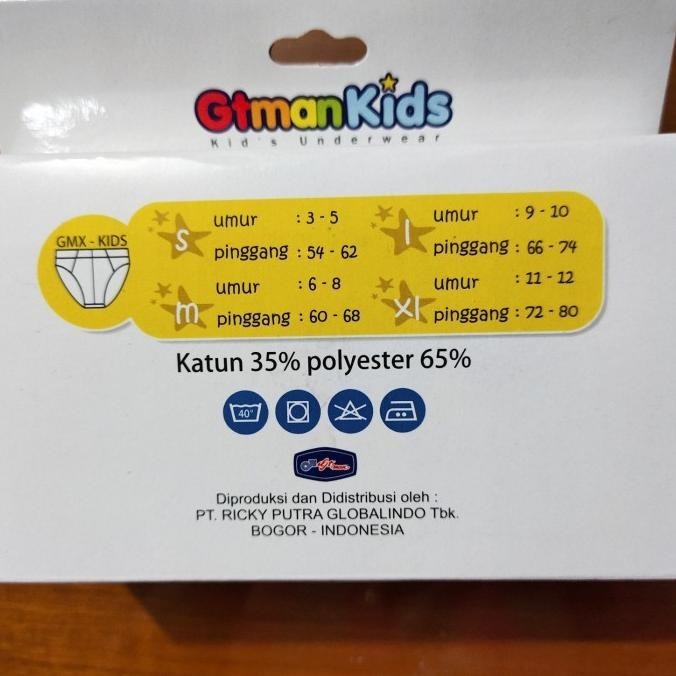 GtmanKids
Kid's Underwear
GMX - KIDS
s
umur : 3 - 5
pinggang : 54 - 62
m
umur : 6 - 8
pinggang : 60 - 68
l
umur : 9 - 10
pinggang : 66 - 74
xl
umur : 11 - 12
pinggang : 72 - 80
Katun 35% polyester 65%
40°
Diproduksi dan Didistribusi oleh :
PT. RICKY PUTRA GLOBALINDO Tbk.
BOGOR - INDONESIA